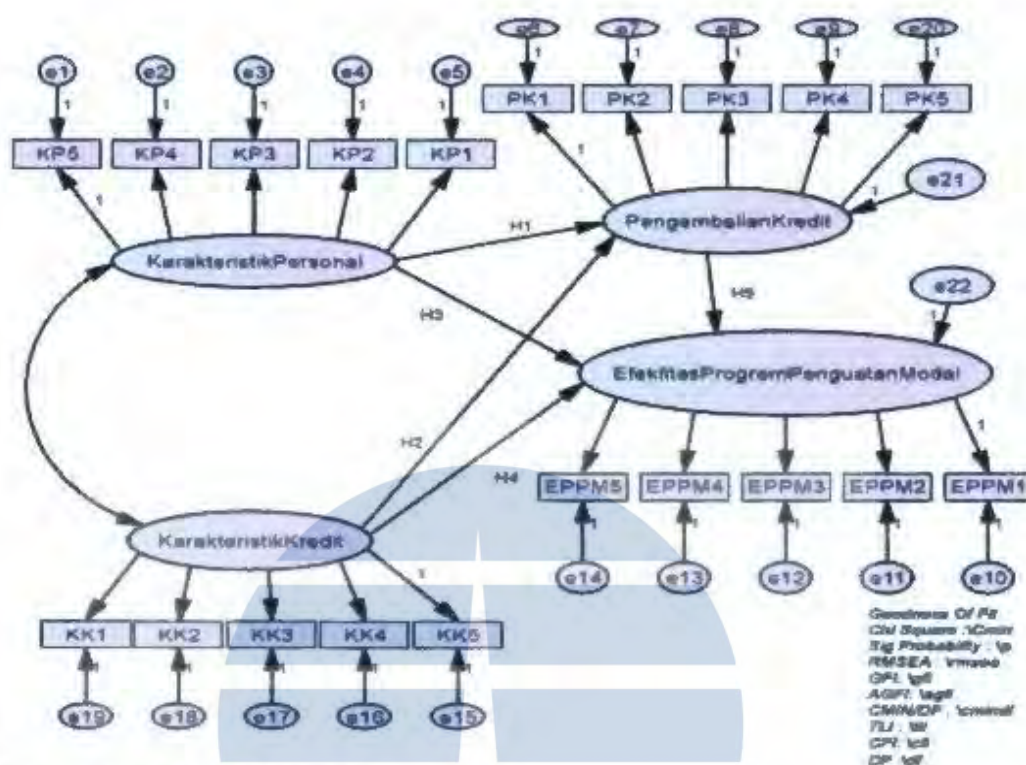 e6 e7 e8 e9 e20
1 1 1 1 1
PK1 PK2 PK3 PK4 PK5
e1 e2 e3 e4 e5
1 1 1 1 1
KP5 KP4 KP3 KP2 KP1
1
1
e21
1
PengembalianKredit
H1
KarakteristikPersonal
H5
e22
1
H3
EfekfitasProgramPenguatanModal
H2
1
H4
EPPM5 EPPM4 EPPM3 EPPM2 EPPM1
1 1 1 1 1
e14 e13 e12 e11 e10
KarakteristikKredit
1
KK1 KK2 KK3 KK4 KK5
1 1 1 1 1
e19 e18 e17 e16 e15
Goodness Of Fit
Chi Square :\Cmin
Sig Probability : \p
RMSEA : \rmsea
GFI: \gfi
AGFI: \agfi
CMIN/DF : \cmindf
TLI : \tli
CFI: \cfi
DF \df